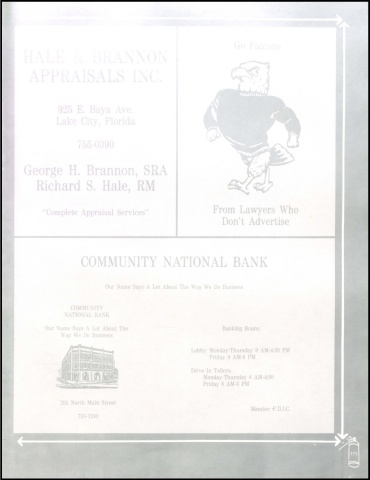 HALE & BRANNON
APPRAISALS INC.
925 E. Baya Ave.
Lake City, Florida
755-0390
George H. Brannon, SRA
Richard S. Hale, RM
"Complete Appraisal Services"
Go Falcons
From Lawyers Who
Don't Advertise
COMMUNITY NATIONAL BANK
Our Name Says A Lot About The Way We Do Business
COMMUNITY
NATIONAL BANK
Our Name Says A Lot About The
Way We Do Business
North Main Street
Banking Hours:
Lobby: Monday-Thursday 9 AM-4:00 PM
Friday 9 AM-6 PM
Drive In Tellers:
Monday-Thursday 8 AM-6:00
Friday 8 AM-6 PM
Member F.D.I.C.